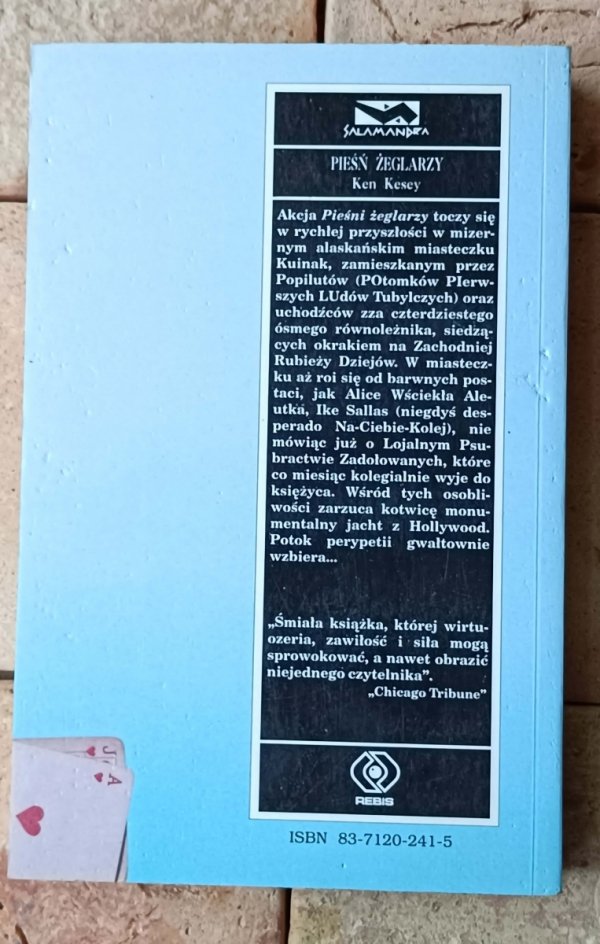 SALAMANDRA
PIEŚŃ ŻEGLARZY
Ken Kesey
Akcja Pieśni żeglarzy toczy się
w rychłej przyszłości w mizer-
nym alaskańskim miasteczku
Kuinak, zamieszkanym przez
Popilutów (POtomków PIerw-
szych LUdów Tubylczych) oraz
uchodźców zza czterdziestego
ósmego równoleżnika, siedzą-
cych okrakiem na Zachodniej
Rubieży Dziejów. W miastecz-
ku aż roi się od barwnych pos-
taci, jak Alice Wściekła Ale-
utka, Ike Sallas (niegdyś des-
perado Na-Ciebie-Kolej), nie
mówiąc już o Lojalnym Psu-
bractwie Zadołowanych, które
co miesiąc kolegialnie wyje do
księżyca. Wśród tych osobli-
wości zarzuca kotwicę monu-
mentalny jacht z Hollywood.
Potok perypetii gwałtownie
wzbiera...
„Śmiała książka, której wirtu-
ozeria, zawiłość i siła mogą
sprowokować, a nawet obrazić
niejednego czytelnika”.
„Chicago Tribune”
REBIS
ISBN 83-7120-241-5
J
A